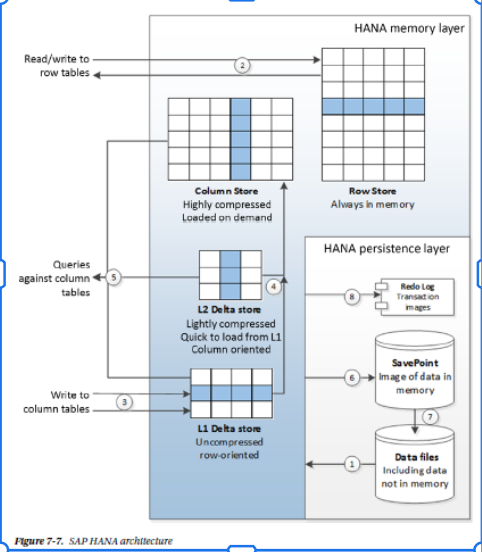 HANA memory layer
Read/write to
row tables
2
Column Store
Highly compressed
Loaded on demand
Row Store
Always in memory
HANA persistence layer
Queries
against column
tables
5
4
L2 Delta store
Lightly compressed
Quick to load from L1
Column oriented
8
Redo Log
Transaction
images
SavePoint
Image of data in
memory
6
7
Write to
column tables
3
L1 Delta store
Uncompressed
row-oriented
1
Data files
Including data
not in memory
Figure 7-7. SAP HANA architecture